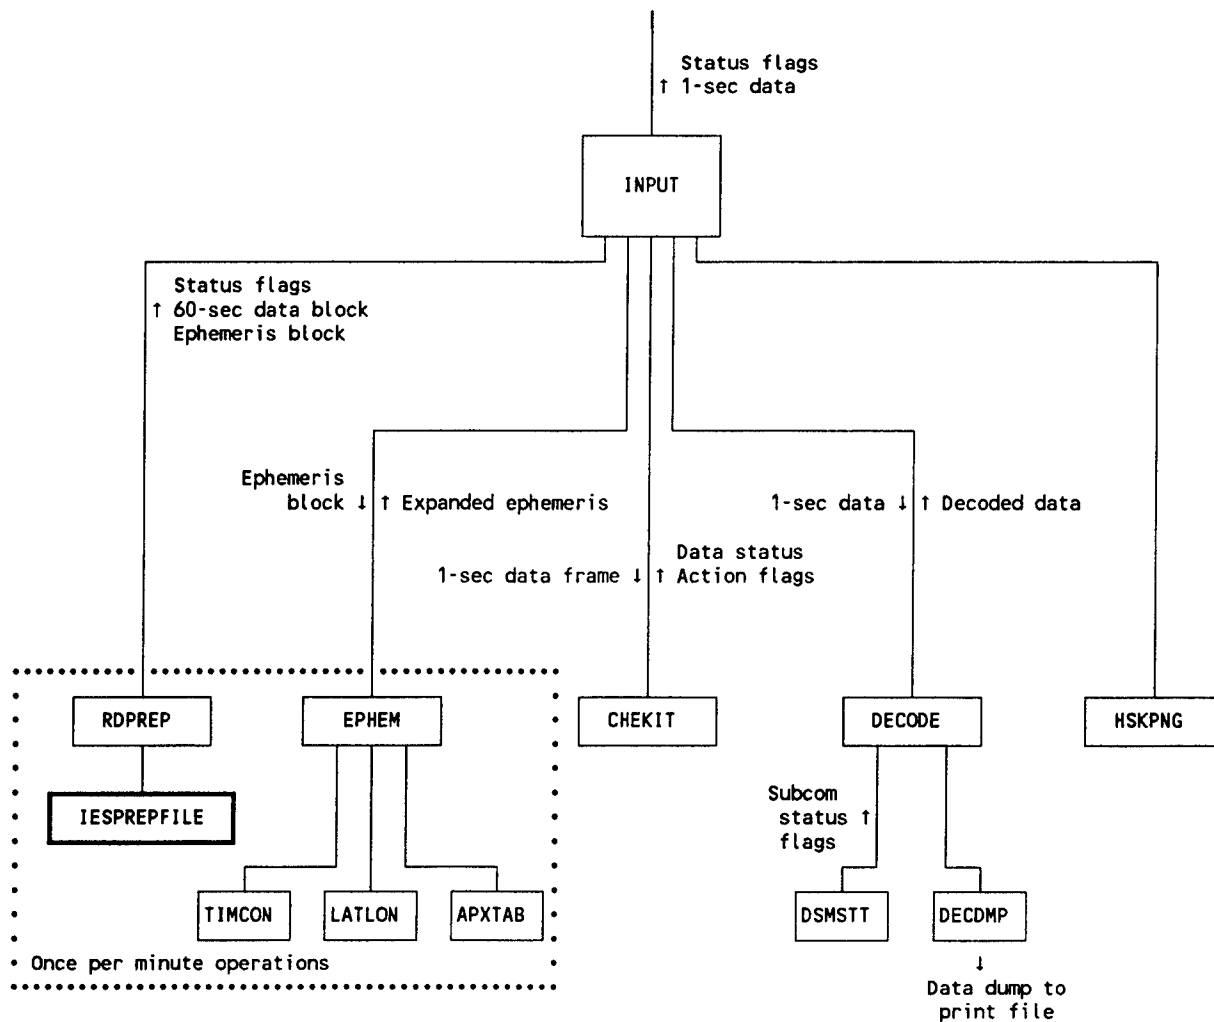 Status flags
↑ 1-sec data
INPUT
Status flags
↑ 60-sec data block
Ephemeris block
Ephemeris
block ↓ ↑ Expanded ephemeris
1-sec data ↓ ↑ Decoded data
Data status
1-sec data frame ↓ ↑ Action flags
RDPREP
EPHEM
CHEKIT
DECODE
HSKPNG
IESPREPFILE
Subcom
status ↑
flags
TIMCON
LATLON
APXTAB
DSMSTT
DECDMP
Once per minute operations
↓
Data dump to
print file